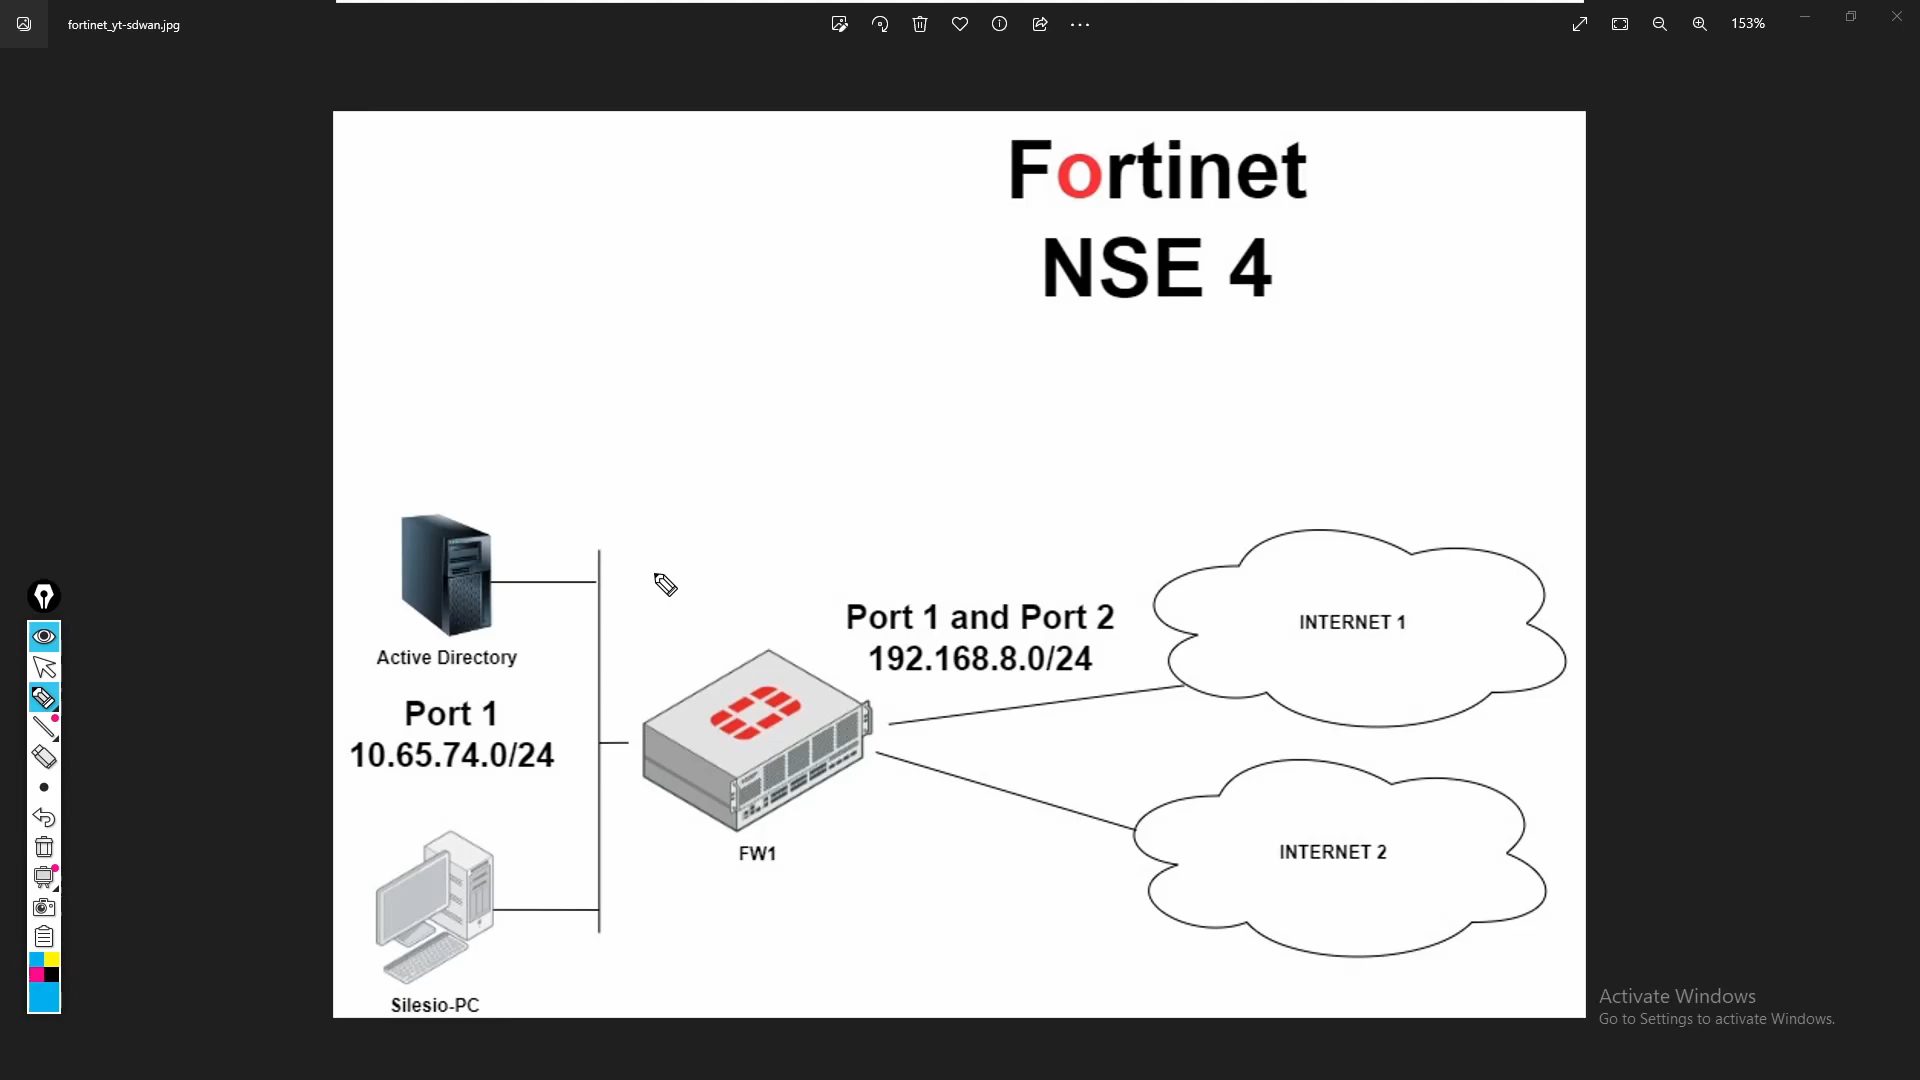 fortinet_yt-sdwan.jpg
153%
Fortinet
NSE 4
Port 1 and Port 2
192.168.8.0/24
INTERNET 1
Active Directory
Port 1
10.65.74.0/24
FW1
INTERNET 2
Silesio-PC
Activate Windows
Go to Settings to activate Windows.